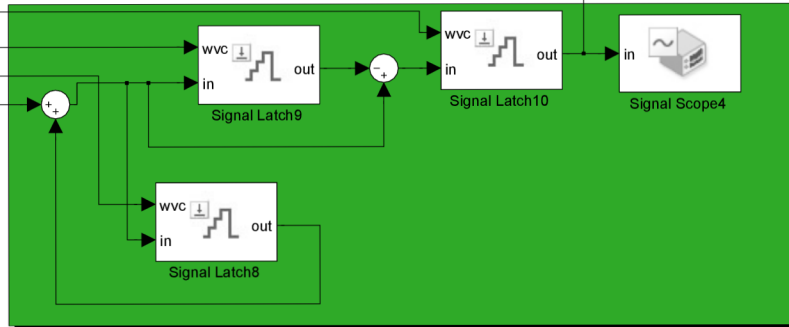 wvc
in
out
Signal Latch9
−
+
wvc
in
out
Signal Latch10
in
Signal Scope4
+
+
wvc
in
out
Signal Latch8